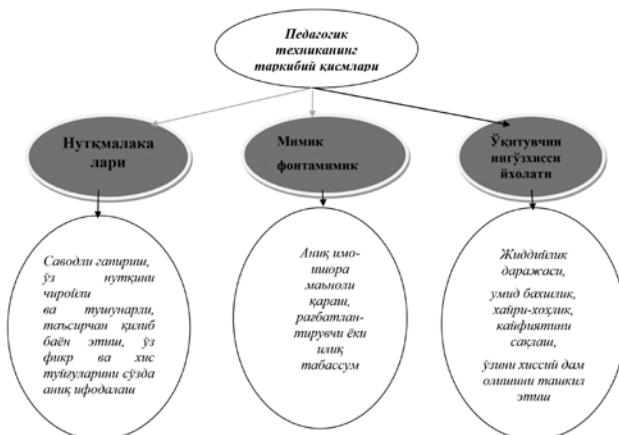 Педагогик
техниканинг
таркибий қисмлари
Нутқмалака
лари
Мимик
фонтамимик
Ўқитувчин
ингўзхисси
йхолати
Саводли гапириш,
ўз нутқини
чиройли
ва тушунарли,
таъсирчан қилиб
баён этиш, ўз
фикр ва хис
туйғуларини сўзда
аниқ ифодалаш
Аниқ имо-
ишора
маъноли
қараш,
рағбатлан-
тирувчи ёки
илиқ
табассум
Жиддийлик
даражаси,
умид бахшлик,
хайри-хоҳлик,
кайфиятини
сақлаш,
ўзини хиссий дам
олишини ташкил
этиш